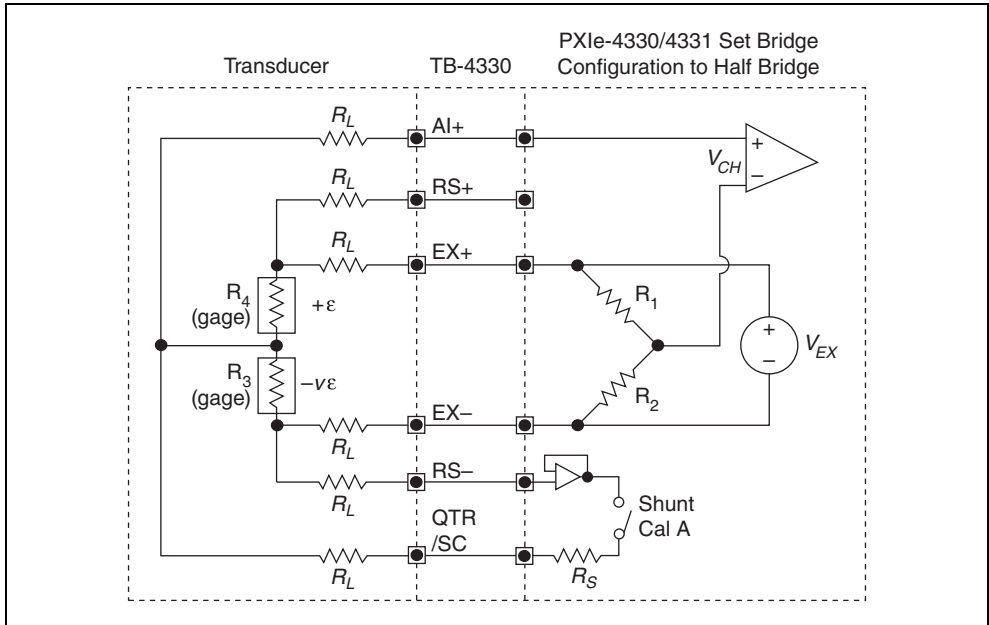 PXIe-4330/4331 Set Bridge
Configuration to Half Bridge
Transducer
TB-4330
R_L
AI+
+
V_CH
–
R_L
RS+
R_L
EX+
R_4
(gage)
+ε
R_1
+
V_EX
–
R_3
(gage)
–νε
R_2
EX–
R_L
RS–
R_L
Shunt
Cal A
QTR
/SC
R_L
R_S